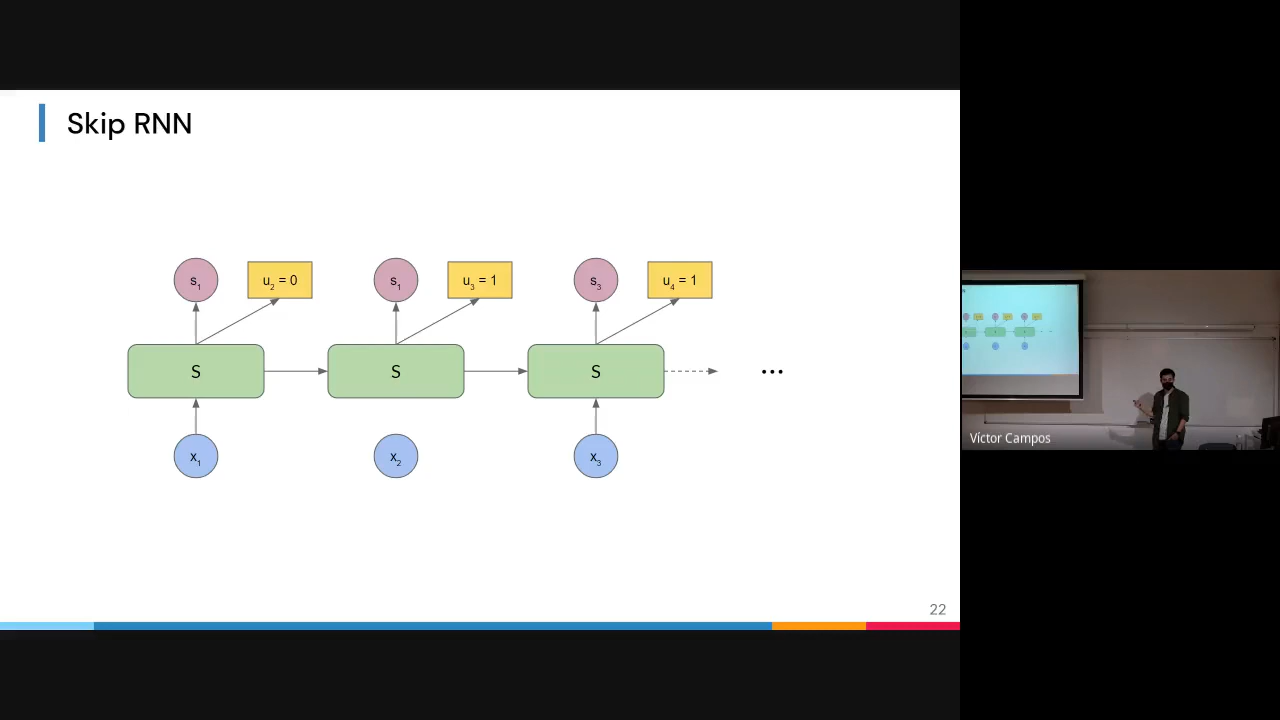 Skip RNN
s1 u2 = 0 s1 u3 = 1 s3 u4 = 1
S S S ...
x1 x2 x3
22
Víctor Campos